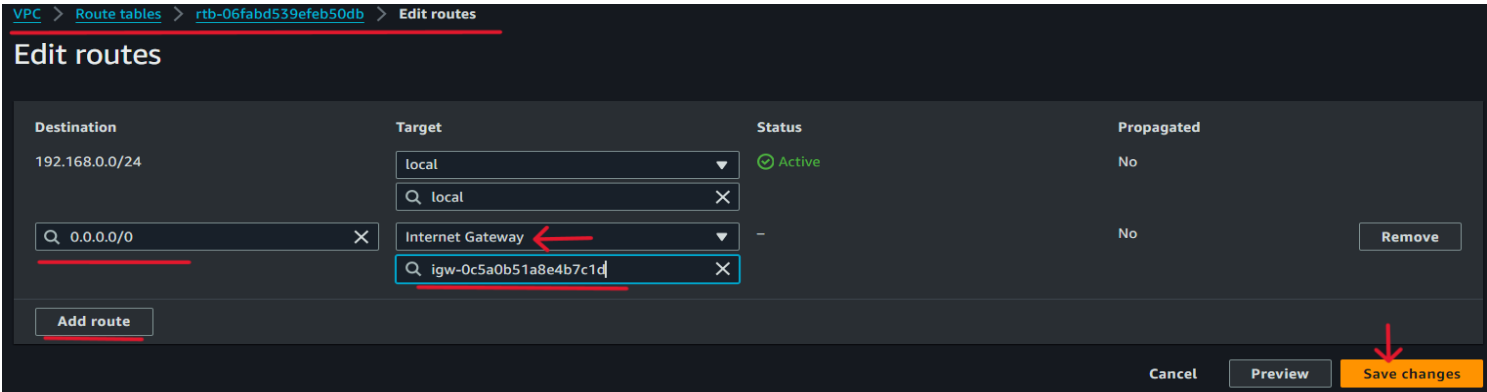 VPC > Route tables > rtb-06fabd539efeb50db > Edit routes
Edit routes
Destination Target Status Propagated
192.168.0.0/24 local Active No
local
0.0.0.0/0 Internet Gateway – No Remove
igw-0c5a0b51a8e4b7c1d
Add route
Cancel Preview Save changes